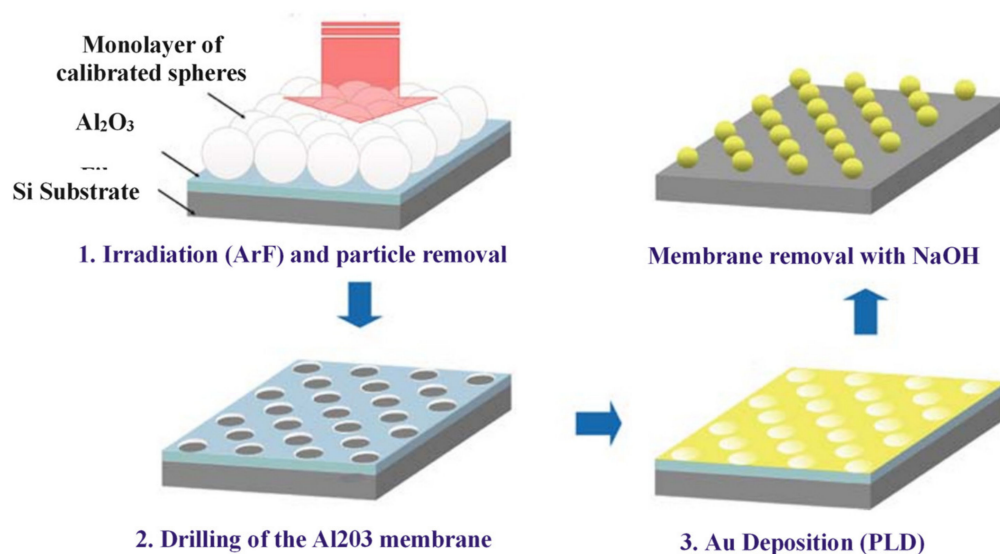 Monolayer of
calibrated spheres
Al₂O₃
Si Substrate
1. Irradiation (ArF) and particle removal
Membrane removal with NaOH
2. Drilling of the Al203 membrane
3. Au Deposition (PLD)